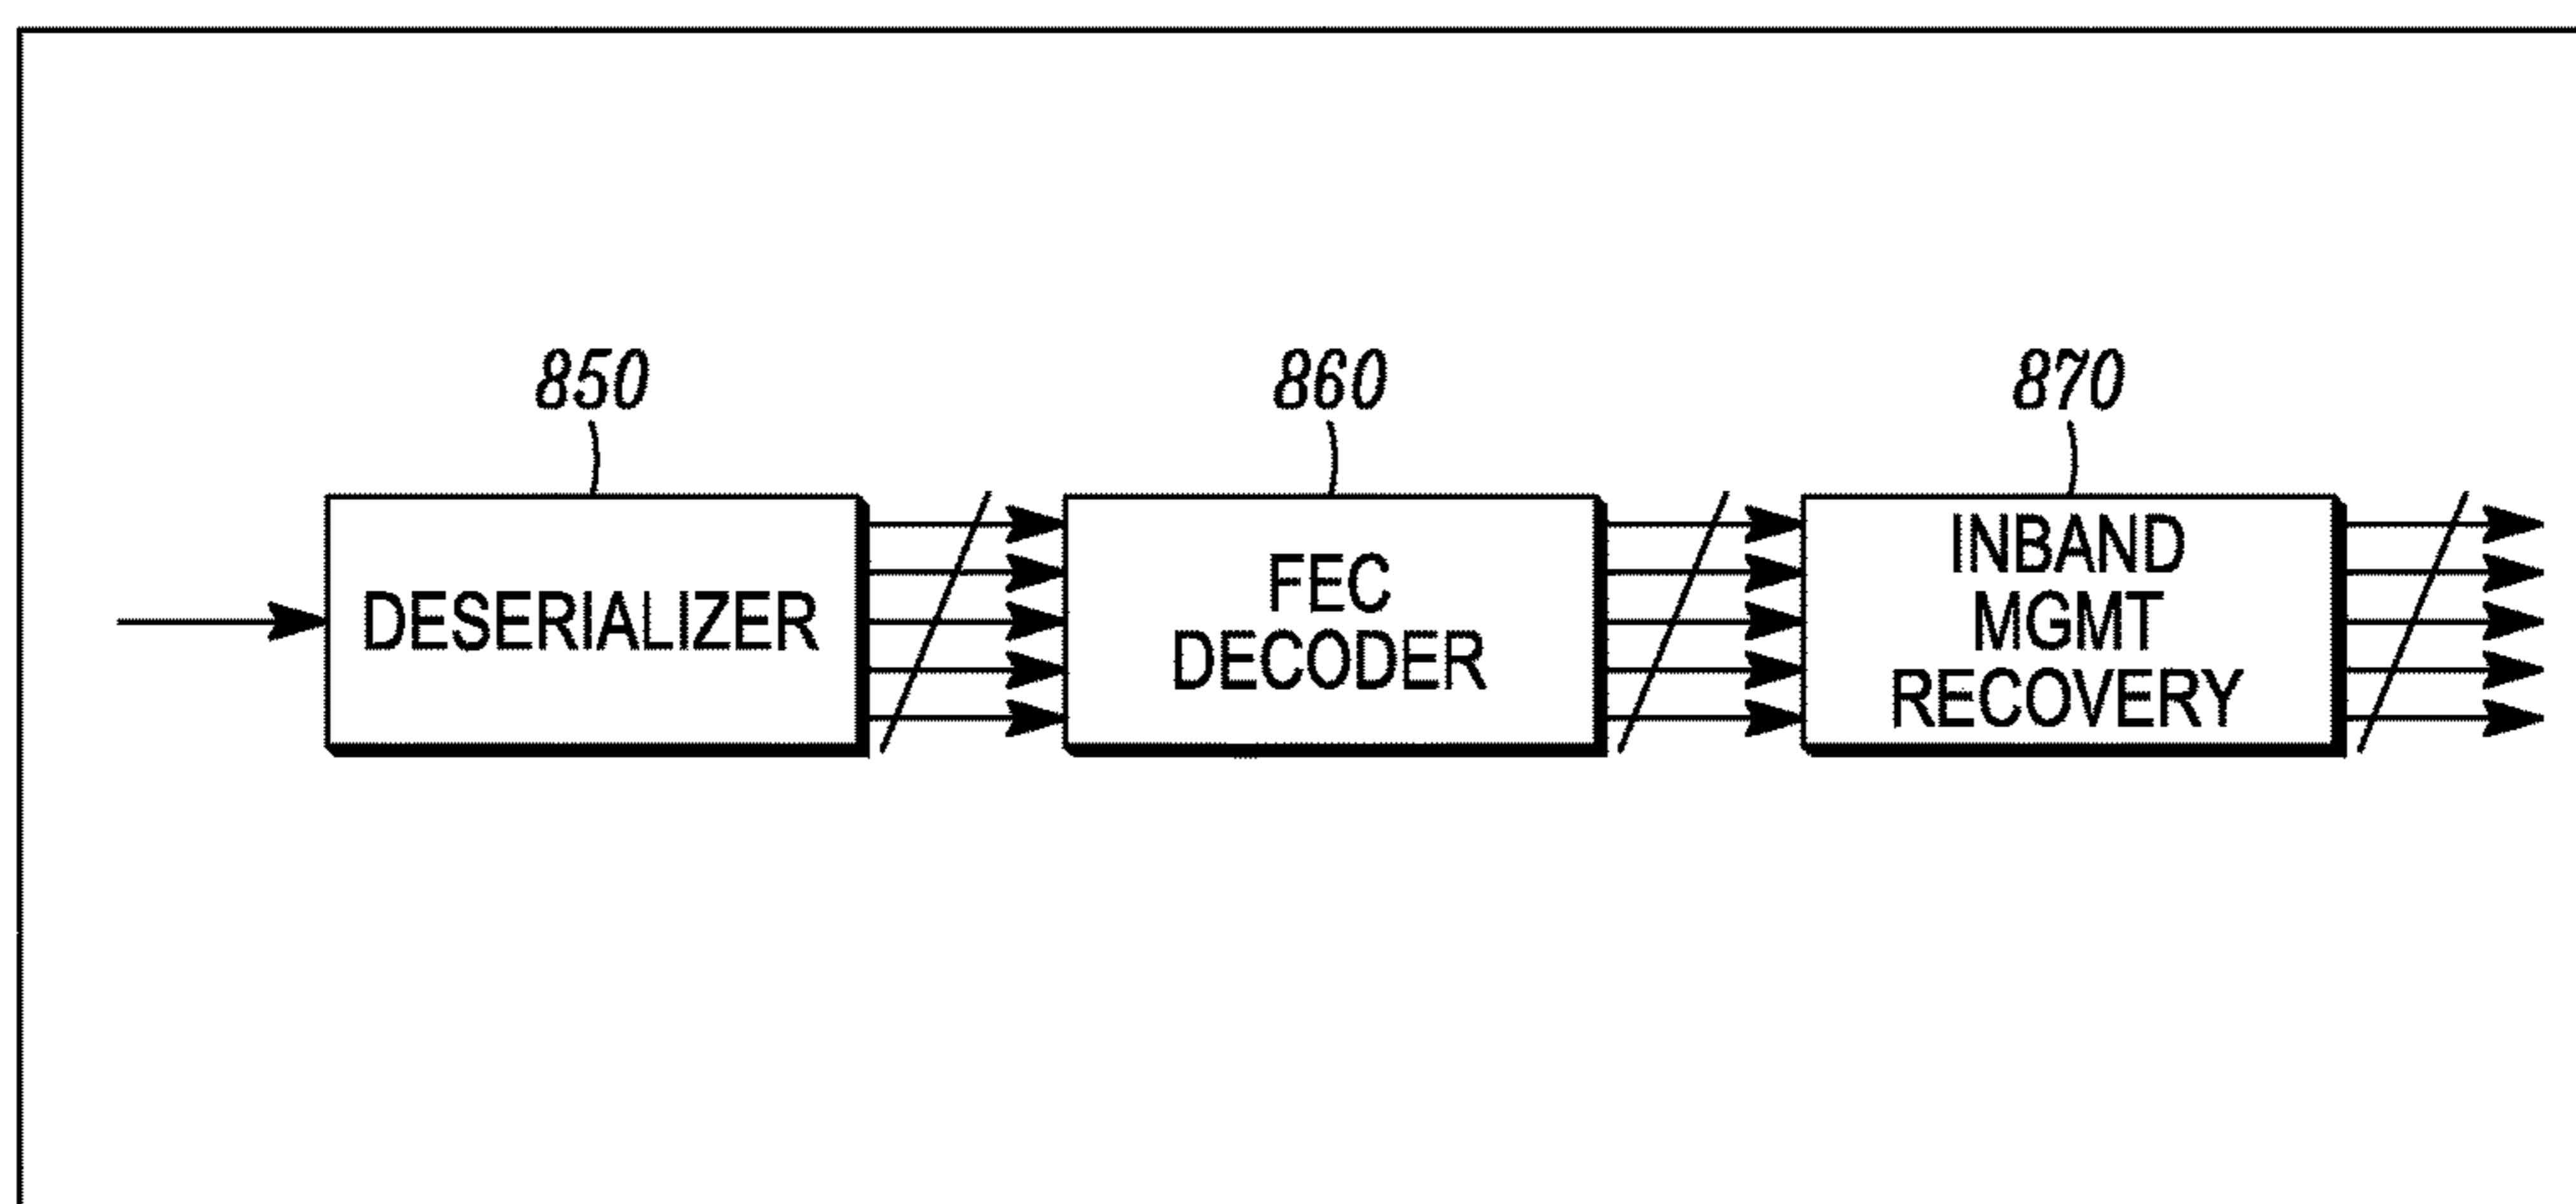 850
860
870
DESERIALIZER
FEC
DECODER
INBAND
MGMT
RECOVERY